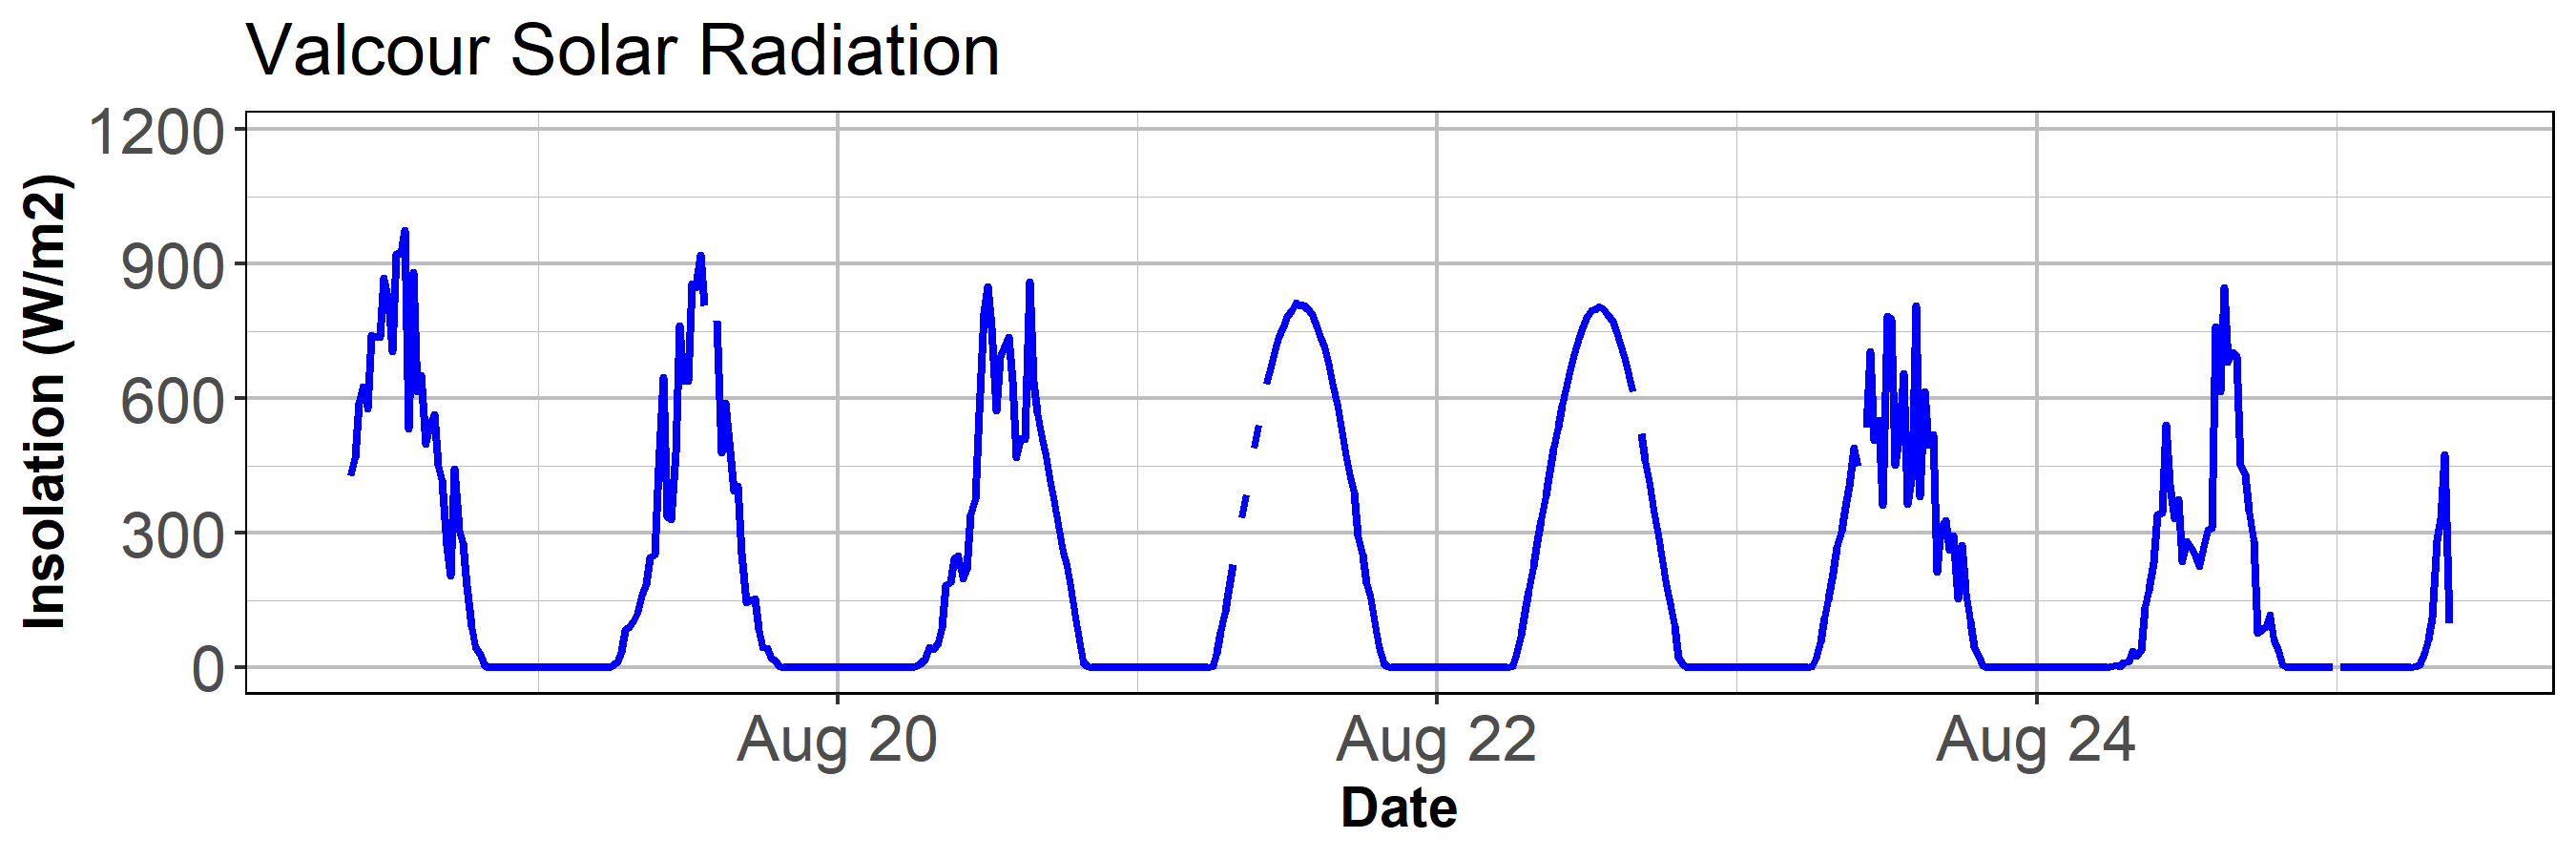 Valcour Solar Radiation
1200
900
600
300
0
Insolation (W/m2)
Aug 20
Aug 22
Aug 24
Date